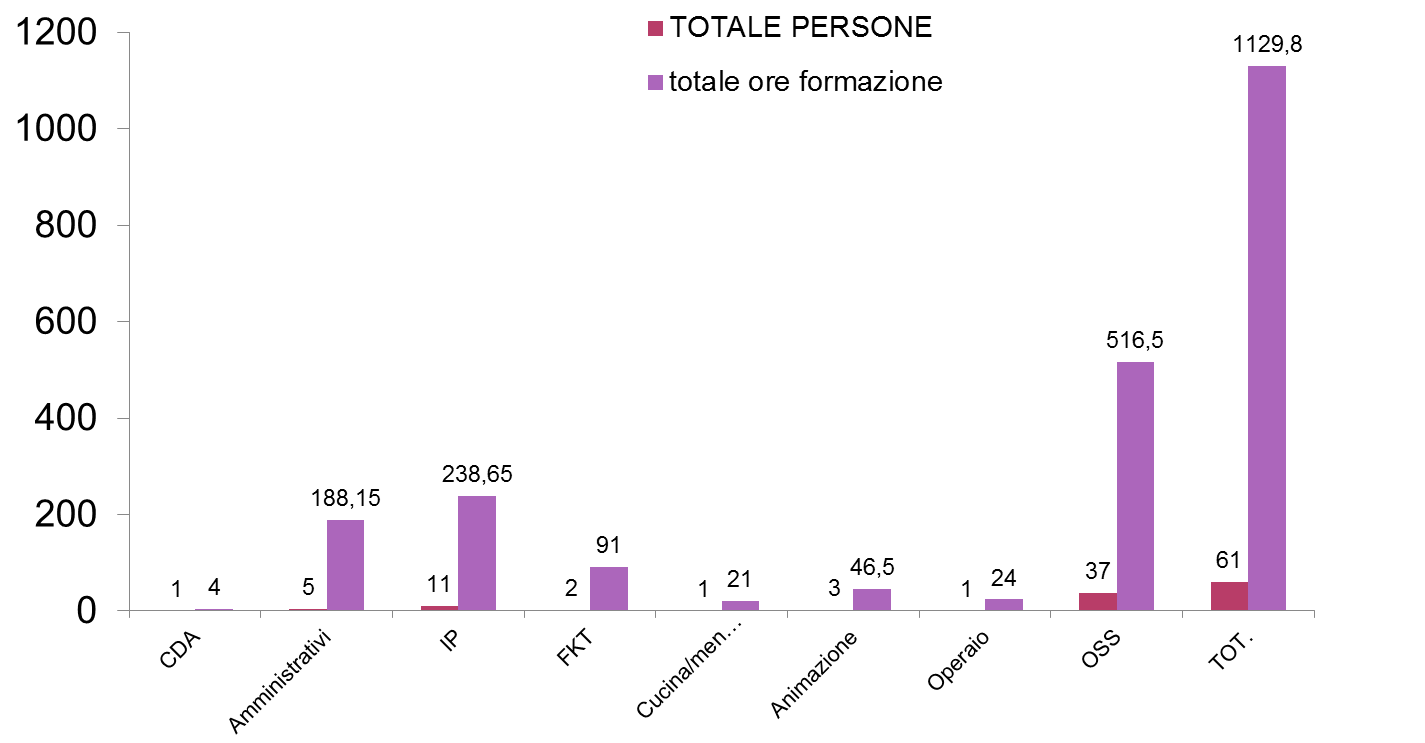 TOTALE PERSONE
totale ore formazione
1200
1000
800
600
400
200
0
1 4
5 188,15
11 238,65
2 91
1 21
3 46,5
1 24
37 516,5
61 1129,8
CDA
Amministrativi
IP
FKT
Cucina/men…
Animazione
Operaio
OSS
TOT.